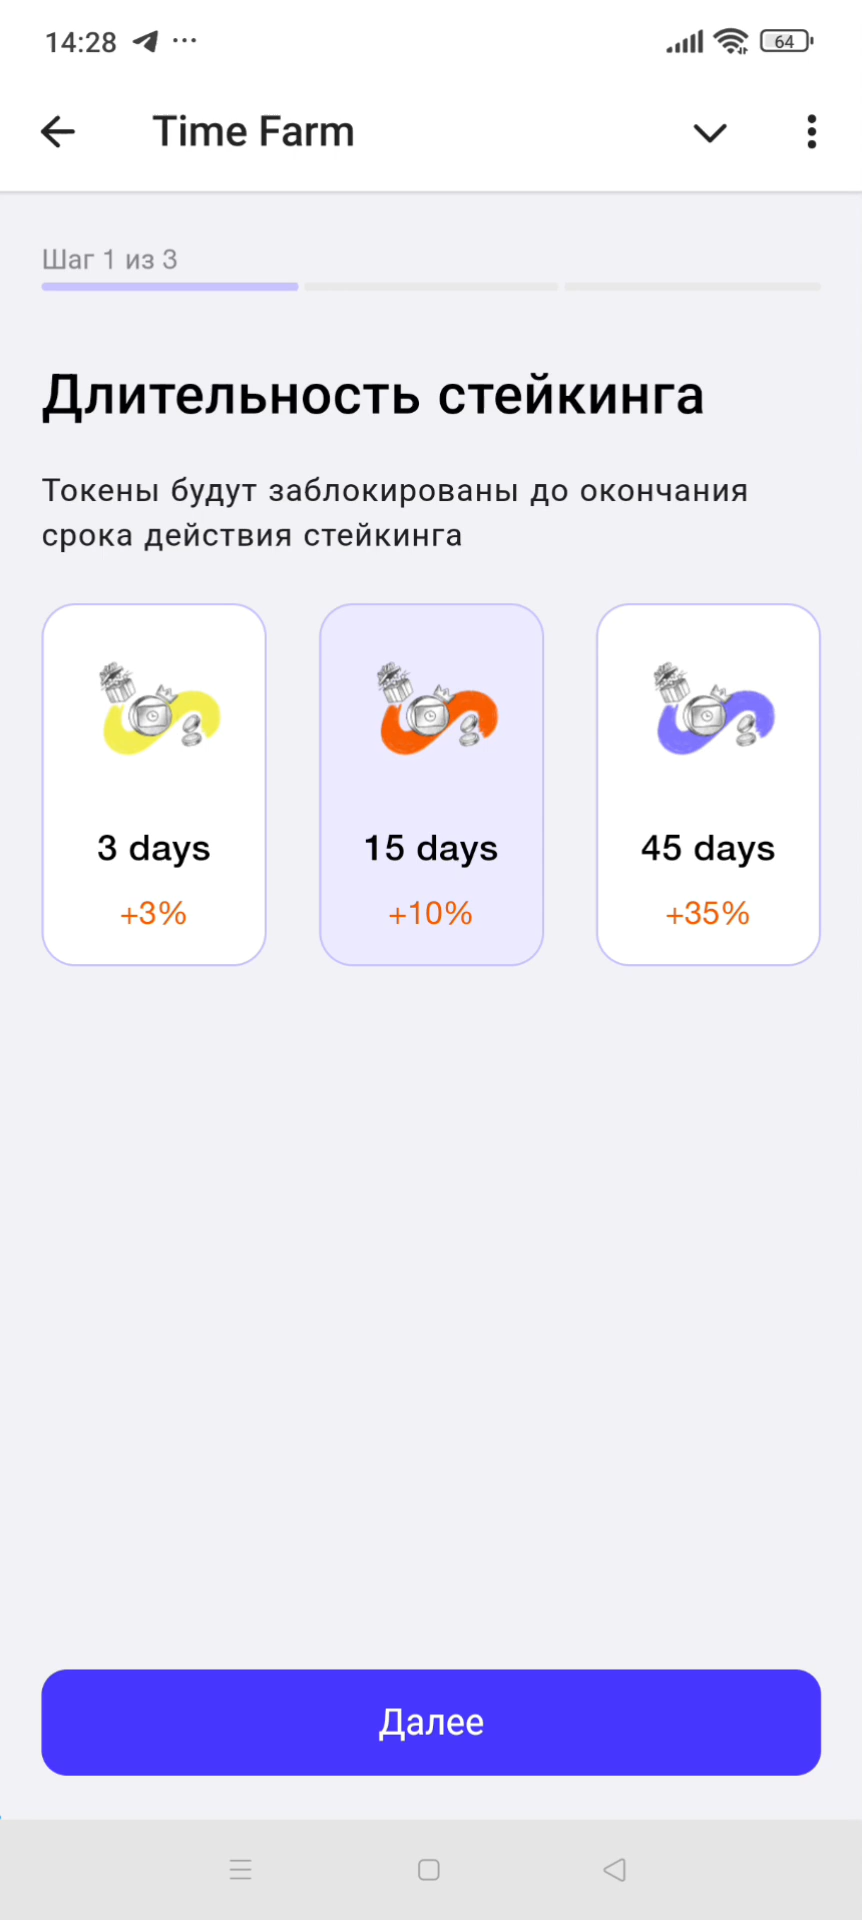 14:28
64
Time Farm
Шаг 1 из 3
Длительность стейкинга
Токены будут заблокированы до окончания
срока действия стейкинга
3 days
15 days
45 days
+3%
+10%
+35%
Далее